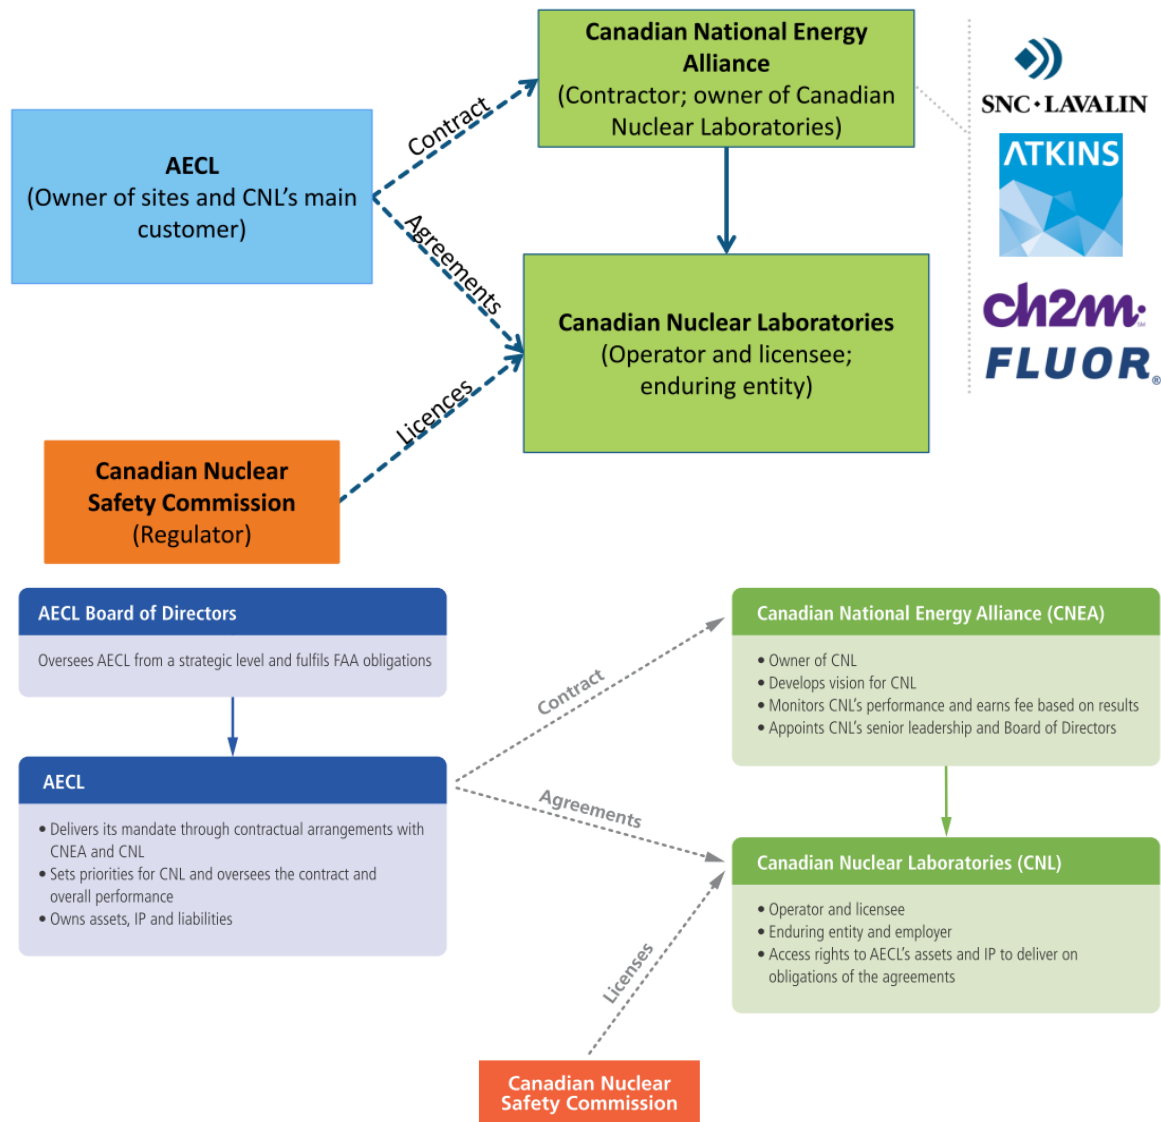 Canadian National Energy
Alliance
(Contractor; owner of Canadian
Nuclear Laboratories)
SNC • LAVALIN
ATKINS
ch2m:
SM
FLUOR®
Contract
AECL
(Owner of sites and CNL’s main
customer)
Agreements
Canadian Nuclear Laboratories
(Operator and licensee;
enduring entity)
Licences
Canadian Nuclear
Safety Commission
(Regulator)
AECL Board of Directors
Oversees AECL from a strategic level and fulfils FAA obligations
AECL
• Delivers its mandate through contractual arrangements with
CNEA and CNL
• Sets priorities for CNL and oversees the contract and
overall performance
• Owns assets, IP and liabilities
Contract
Agreements
Licenses
Canadian National Energy Alliance (CNEA)
• Owner of CNL
• Develops vision for CNL
• Monitors CNL’s performance and earns fee based on results
• Appoints CNL’s senior leadership and Board of Directors
Canadian Nuclear Laboratories (CNL)
• Operator and licensee
• Enduring entity and employer
• Access rights to AECL’s assets and IP to deliver on
obligations of the agreements
Canadian Nuclear
Safety Commission